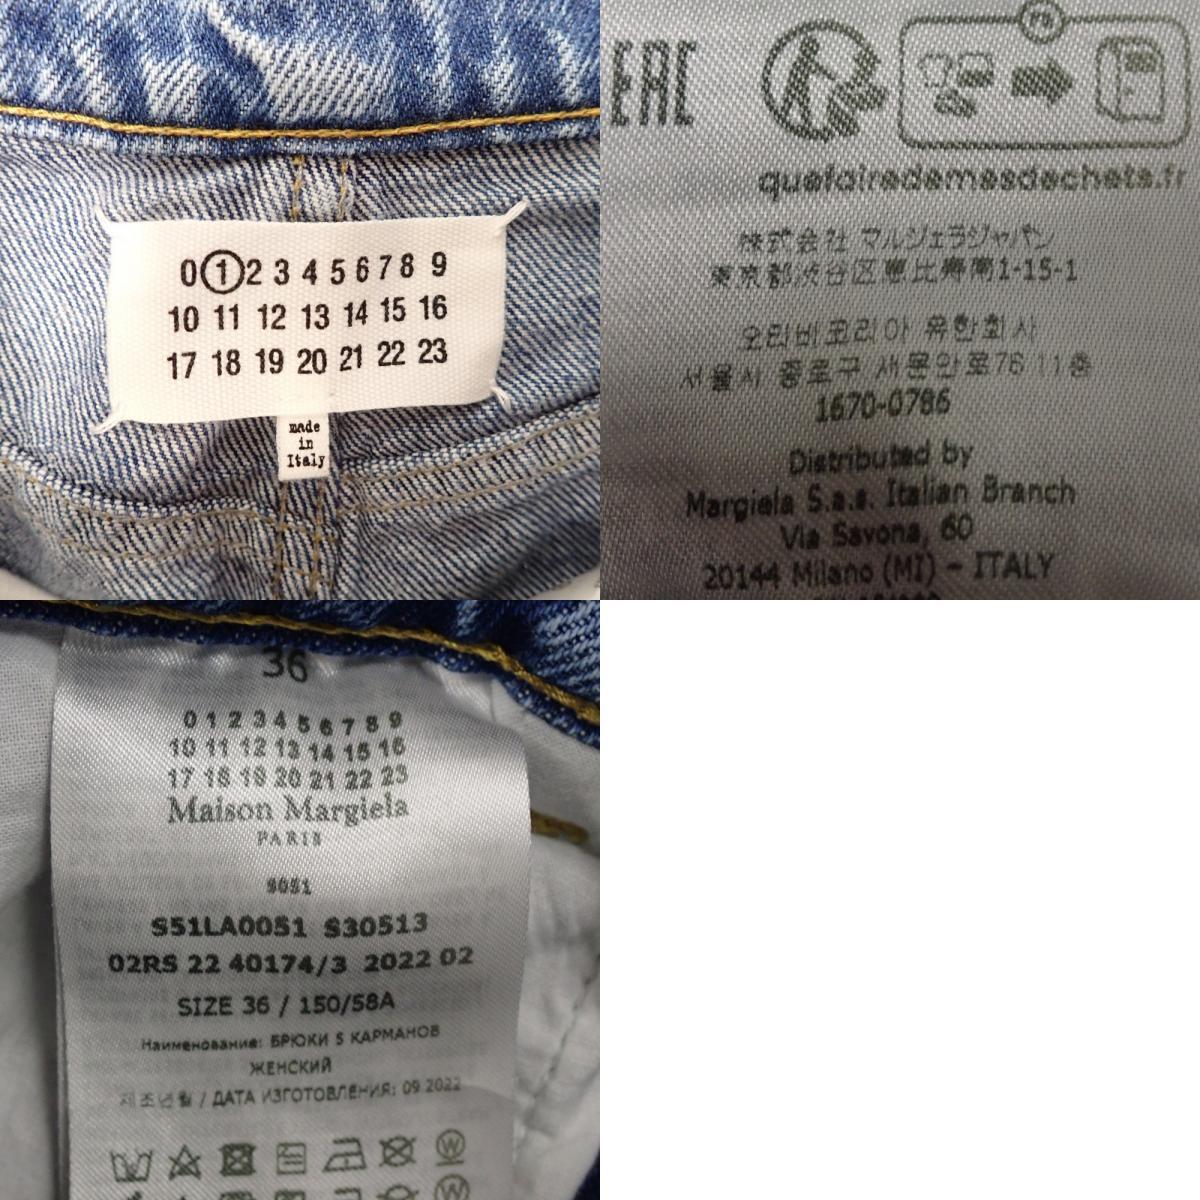 0 1 2 3 4 5 6 7 8 9
10 11 12 13 14 15 16
17 18 19 20 21 22 23
made
in
Italy
EAC
FR
quefairedemesdechets.fr
株式会社 マルジェラジャパン
東京都渋谷区恵比寿南1-15-1
오티비코리아 유한회사
서울시 종로구 새문안로76 11층
1670-0786
Distributed by
Margiela S.a.s. Italian Branch
Via Savona, 60
20144 Milano (MI) - ITALY
36
0 1 2 3 4 5 6 7 8 9
10 11 12 13 14 15 16
17 18 19 20 21 22 23
Maison Margiela
PARIS
S051
S51LA0051 S30513
02RS 22 40174/3 2022 02
SIZE 36 / 150/58A
Наименование: БРЮКИ 5 КАРМАНОВ
ЖЕНСКИЙ
제조년월 / ДАТА ИЗГОТОВЛЕНИЯ: 09 2022
W
W